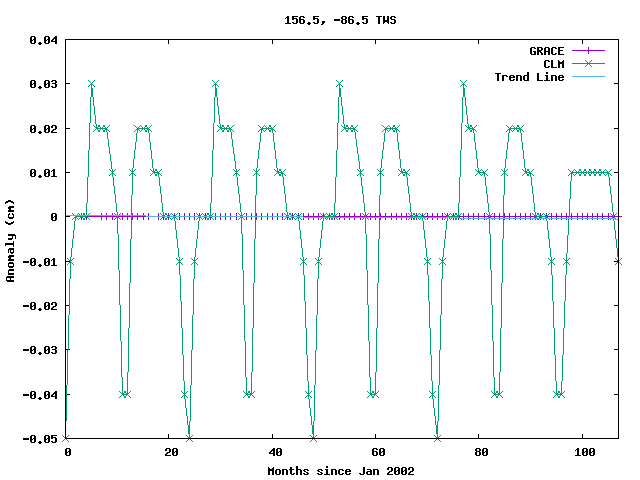 156.5, -86.5 TWS
GRACE
CLM
Trend Line
0.04
0.03
0.02
0.01
0
-0.01
-0.02
-0.03
-0.04
-0.05
Anomaly (cm)
0 20 40 60 80 100
Months since Jan 2002